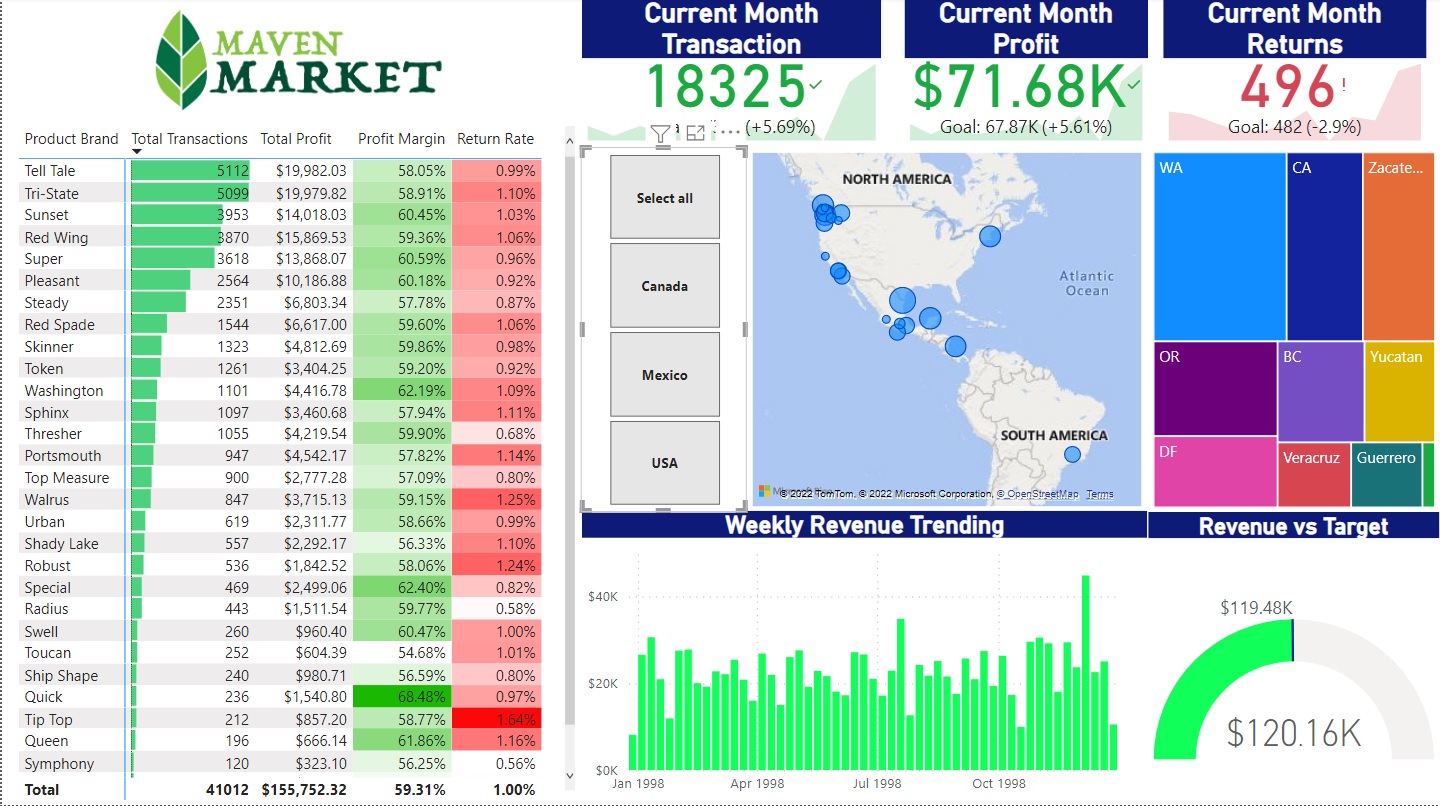 MAVEN
MARKET
Current Month
Transaction
18325
(+5.69%)
Current Month
Profit
$71.68K
Goal: 67.87K (+5.61%)
Current Month
Returns
496!
Goal: 482 (-2.9%)
Product Brand Total Transactions Total Profit Profit Margin Return Rate
Tell Tale 5112 $19,982.03 58.05% 0.99%
Tri-State 5099 $19,979.82 58.91% 1.10%
Sunset 3953 $14,018.03 60.45% 1.03%
Red Wing 3870 $15,869.53 59.36% 1.06%
Super 3618 $13,868.07 60.59% 0.96%
Pleasant 2564 $10,186.88 60.18% 0.92%
Steady 2351 $6,803.34 57.78% 0.87%
Red Spade 1544 $6,617.00 59.60% 1.06%
Skinner 1323 $4,812.69 59.86% 0.98%
Token 1261 $3,404.25 59.20% 0.92%
Washington 1101 $4,416.78 62.19% 1.09%
Sphinx 1097 $3,460.68 57.94% 1.11%
Thresher 1055 $4,219.54 59.90% 0.68%
Portsmouth 947 $4,542.17 57.82% 1.14%
Top Measure 900 $2,777.28 57.09% 0.80%
Walrus 847 $3,715.13 59.15% 1.25%
Urban 619 $2,311.77 58.66% 0.99%
Shady Lake 557 $2,292.17 56.33% 1.10%
Robust 536 $1,842.52 58.06% 1.24%
Special 469 $2,499.06 62.40% 0.82%
Radius 443 $1,511.54 59.77% 0.58%
Swell 260 $960.40 60.47% 1.00%
Toucan 252 $604.39 54.68% 1.01%
Ship Shape 240 $980.71 56.59% 0.80%
Quick 236 $1,540.80 68.48% 0.97%
Tip Top 212 $857.20 58.77% 1.64%
Queen 196 $666.14 61.86% 1.16%
Symphony 120 $323.10 56.25% 0.56%
Total 41012 $155,752.32 59.31% 1.00%
Select all
Canada
Mexico
USA
NORTH AMERICA
Atlantic
Ocean
SOUTH AMERICA
© 2022 TomTom, © 2022 Microsoft Corporation, © OpenStreetMap Terms
WA
CA
Zacate...
OR
BC
Yucatan
DF
Veracruz
Guerrero
Weekly Revenue Trending
$40K
$20K
$0K
Jan 1998 Apr 1998 Jul 1998 Oct 1998
Revenue vs Target
$119.48K
$120.16K